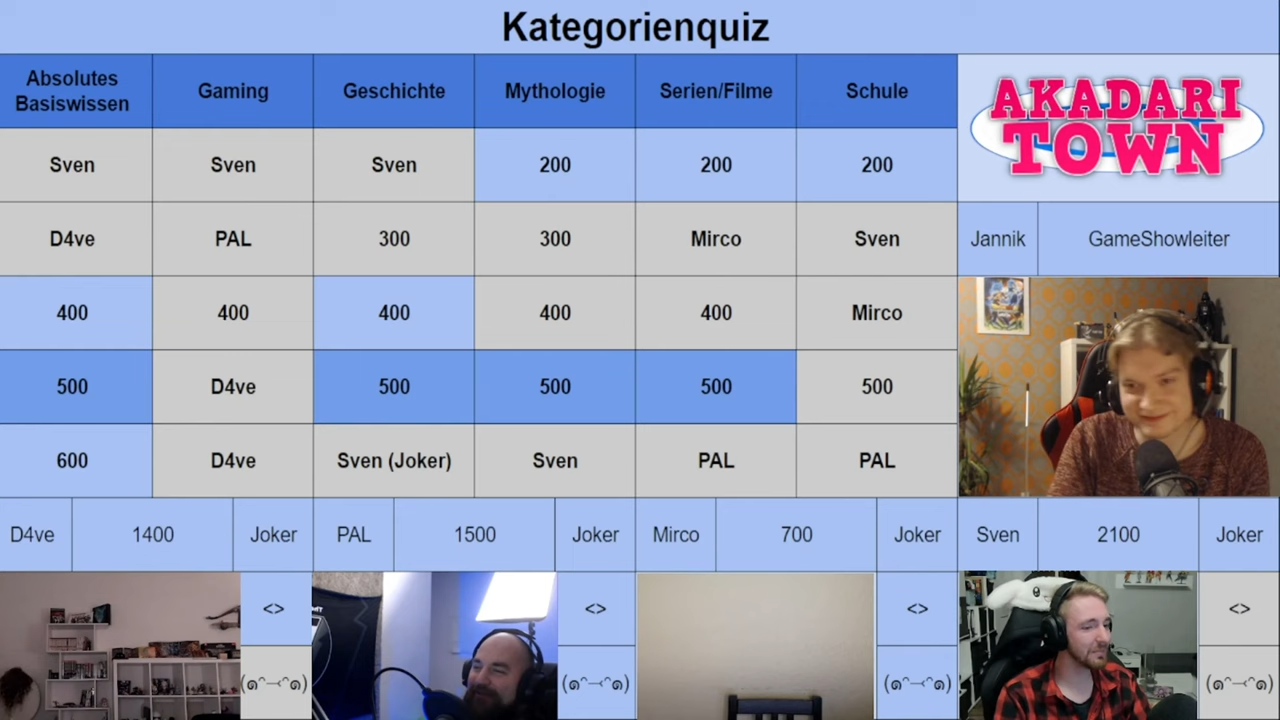 Kategorienquiz
Absolutes
Basiswissen
Gaming
Geschichte
Mythologie
Serien/Filme
Schule
AKADARI
TOWN
Sven
Sven
Sven
200
200
200
D4ve
PAL
300
300
Mirco
Sven
Jannik
GameShowleiter
400
400
400
400
400
Mirco
500
D4ve
500
500
500
500
600
D4ve
Sven (Joker)
Sven
PAL
PAL
D4ve
1400
Joker
PAL
1500
Joker
Mirco
700
Joker
Sven
2100
Joker
<>
<>
<>
<>